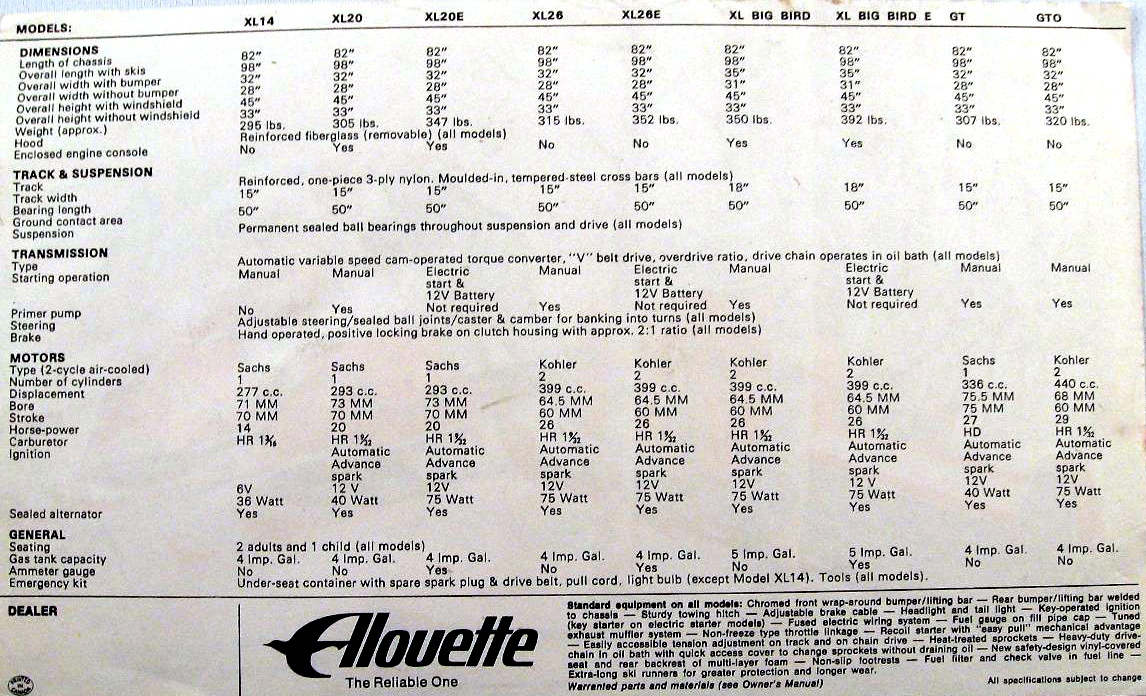 MODELS: XL14 XL20 XL20E XL26 XL26E XL BIG BIRD XL BIG BIRD E GT GTO
DIMENSIONS
Length of chassis 82" 82" 82" 82" 82" 82" 82" 82" 82"
Overall length with skis 98" 98" 98" 98" 98" 98" 98" 98" 98"
Overall width with bumper 32" 32" 32" 32" 32" 35" 35" 32" 32"
Overall width without bumper 28" 28" 28" 28" 28" 31" 31" 28" 28"
Overall height with windshield 45" 45" 45" 45" 45" 45" 45" 45" 45"
Overall height without windshield 33" 33" 33" 33" 33" 33" 33" 33" 33"
Weight (approx.) 295 lbs. 305 lbs. 347 lbs. 315 lbs. 352 lbs. 350 lbs. 392 lbs. 307 lbs. 320 lbs.
Hood Reinforced fiberglass (removable) (all models)
Enclosed engine console No Yes Yes No No Yes Yes No No
TRACK & SUSPENSION
Track Reinforced, one-piece 3-ply nylon. Moulded-in, tempered-steel cross bars (all models)
Track width 15" 15" 15" 15" 15" 18" 18" 15" 15"
Bearing length 50" 50" 50" 50" 50" 50" 50" 50" 50"
Ground contact area
Suspension Permanent sealed ball bearings throughout suspension and drive (all models)
TRANSMISSION
Type Automatic variable speed cam-operated torque converter, "V" belt drive, overdrive ratio, drive chain operates in oil bath (all models)
Starting operation Manual Manual Electric Manual Electric Manual Electric Manual Manual
start & start & start &
12V Battery 12V Battery 12V Battery
Primer pump No Yes Not required Yes Not required Yes Not required Yes Yes
Steering Adjustable steering/sealed ball joints/caster & camber for banking into turns (all models)
Brake Hand operated, positive locking brake on clutch housing with approx. 2:1 ratio (all models)
MOTORS
Type (2-cycle air-cooled) Sachs Sachs Sachs Kohler Kohler Kohler Kohler Sachs Kohler
Number of cylinders 1 1 1 2 2 2 2 1 2
Displacement 277 c.c. 293 c.c. 293 c.c. 399 c.c. 399 c.c. 399 c.c. 399 c.c. 336 c.c. 440 c.c.
Bore 71 MM 73 MM 73 MM 64.5 MM 64.5 MM 64.5 MM 64.5 MM 75.5 MM 68 MM
Stroke 70 MM 70 MM 70 MM 60 MM 60 MM 60 MM 60 MM 75 MM 60 MM
Horse-power 14 20 20 26 26 26 26 27 29
Carburetor HR HR HR HR HR HR HR HD HR
Ignition Automatic Automatic Automatic Automatic Automatic Automatic Automatic Automatic
Advance Advance Advance Advance Advance Advance Advance Advance
spark spark spark spark spark spark spark spark
6V 12 V 12V 12V 12V 12V 12V 12V 12V
36 Watt 40 Watt 75 Watt 75 Watt 75 Watt 75 Watt 75 Watt 40 Watt 75 Watt
Sealed alternator Yes Yes Yes Yes Yes Yes Yes Yes Yes
GENERAL
Seating 2 adults and 1 child (all models)
Gas tank capacity 4 Imp. Gal. 4 Imp. Gal. 4 Imp. Gal. 4 Imp. Gal. 4 Imp. Gal. 5 Imp. Gal. 5 Imp. Gal. 4 Imp. Gal. 4 Imp. Gal.
Ammeter gauge No No Yes No Yes No Yes No No
Emergency kit Under-seat container with spare spark plug & drive belt, pull cord, light bulb (except Model XL14). Tools (all models).
DEALER
Alouette
The Reliable One
Standard equipment on all models: Chromed front wrap-around bumper/lifting bar — Rear bumper/lifting bar welded
to chassis — Sturdy towing hitch — Adjustable brake cable — Headlight and tail light — Key-operated ignition
(key starter on electric starter models) — Fused electric wiring system — Fuel gauge on fill pipe cap — Tuned
exhaust muffler system — Non-freeze type throttle linkage — Recoil starter with "easy pull" mechanical advantage
— Easily accessible tension adjustment on track and on chain drive — Heat-treated sprockets — Heavy-duty drive
chain in oil bath with quick access cover to change sprockets without draining oil — New safety-design vinyl-covered
seat and rear backrest of multi-layer foam — Non-slip footrests — Fuel filter and check valve in fuel line —
Extra-long ski runners for greater protection and longer wear.
Warranted parts and materials (see Owner's Manual)
All specifications subject to change
PRINTED
IN
CANADA